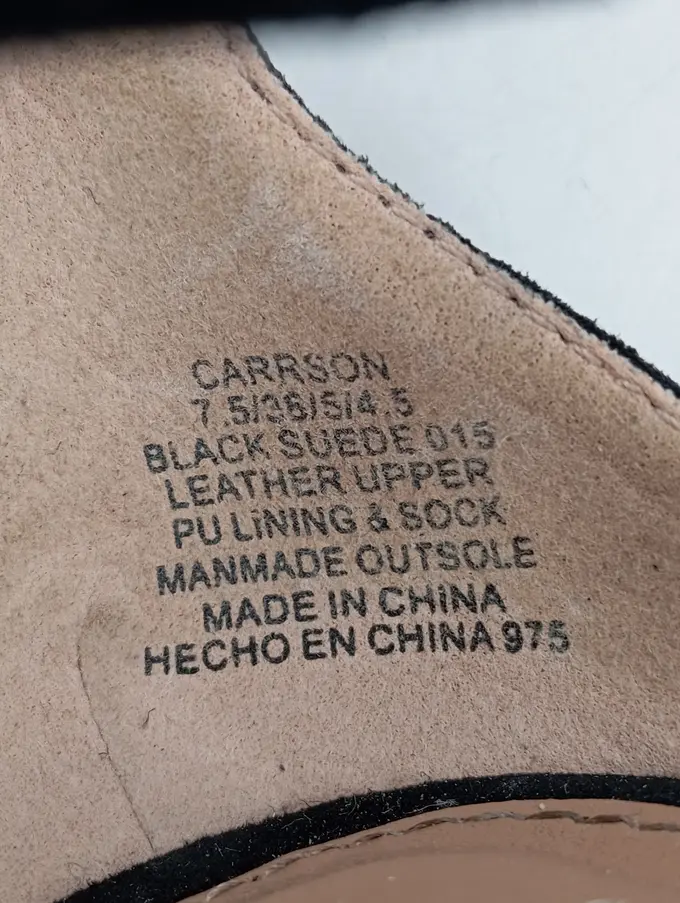 CARRSON
7.5/38/5/4.5
BLACK SUEDE 015
LEATHER UPPER
PU LiNING & SOCK
MANMADE OUTSOLE
MADE IN CHINA
HECHO EN CHINA 975